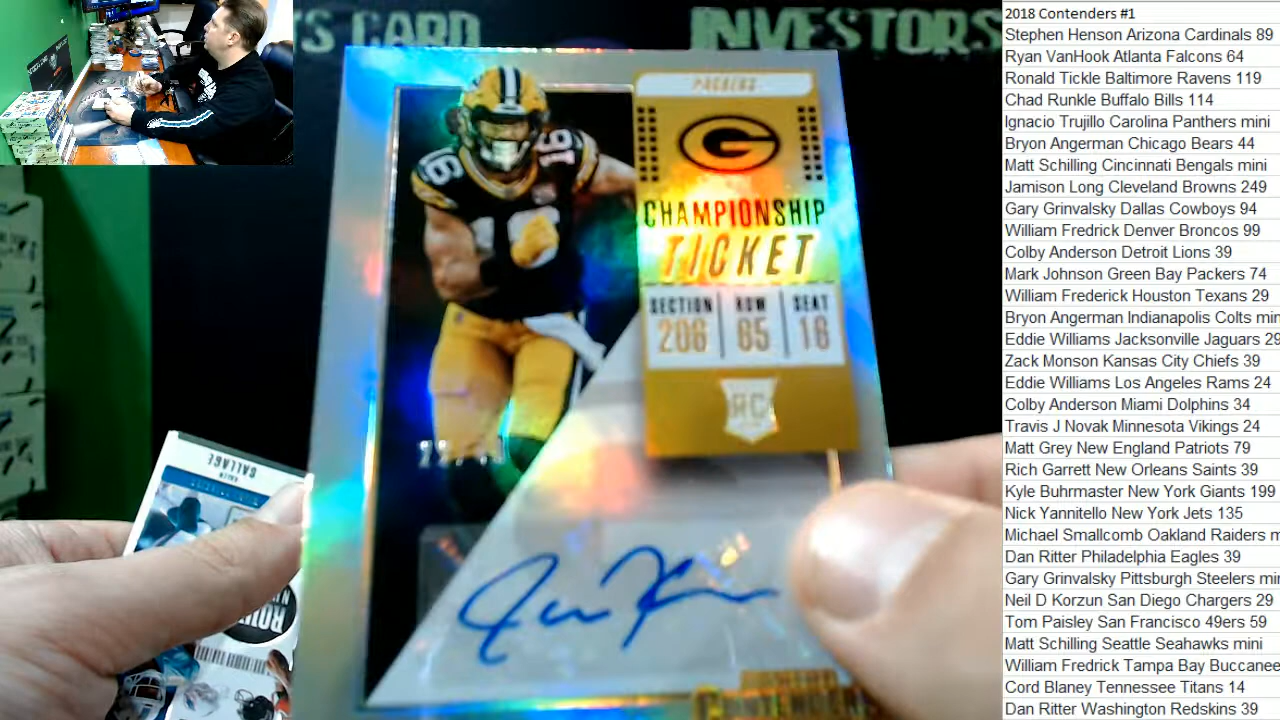 S CARD INVESTORS
PACKERS
G
CHAMPIONSHIP
TICKET
SECTION ROW SEAT
206 85 16
RC
16
16
GALLAGE
2018 Contenders #1
Stephen Henson Arizona Cardinals 89
Ryan VanHook Atlanta Falcons 64
Ronald Tickle Baltimore Ravens 119
Chad Runkle Buffalo Bills 114
Ignacio Trujillo Carolina Panthers mini
Bryon Angerman Chicago Bears 44
Matt Schilling Cincinnati Bengals mini
Jamison Long Cleveland Browns 249
Gary Grinvalsky Dallas Cowboys 94
William Fredrick Denver Broncos 99
Colby Anderson Detroit Lions 39
Mark Johnson Green Bay Packers 74
William Frederick Houston Texans 29
Bryon Angerman Indianapolis Colts min
Eddie Williams Jacksonville Jaguars 29
Zack Monson Kansas City Chiefs 39
Eddie Williams Los Angeles Rams 24
Colby Anderson Miami Dolphins 34
Travis J Novak Minnesota Vikings 24
Matt Grey New England Patriots 79
Rich Garrett New Orleans Saints 39
Kyle Buhrmaster New York Giants 199
Nick Yannitello New York Jets 135
Michael Smallcomb Oakland Raiders m
Dan Ritter Philadelphia Eagles 39
Gary Grinvalsky Pittsburgh Steelers min
Neil D Korzun San Diego Chargers 29
Tom Paisley San Francisco 49ers 59
Matt Schilling Seattle Seahawks mini
William Fredrick Tampa Bay Buccanee
Cord Blaney Tennessee Titans 14
Dan Ritter Washington Redskins 39